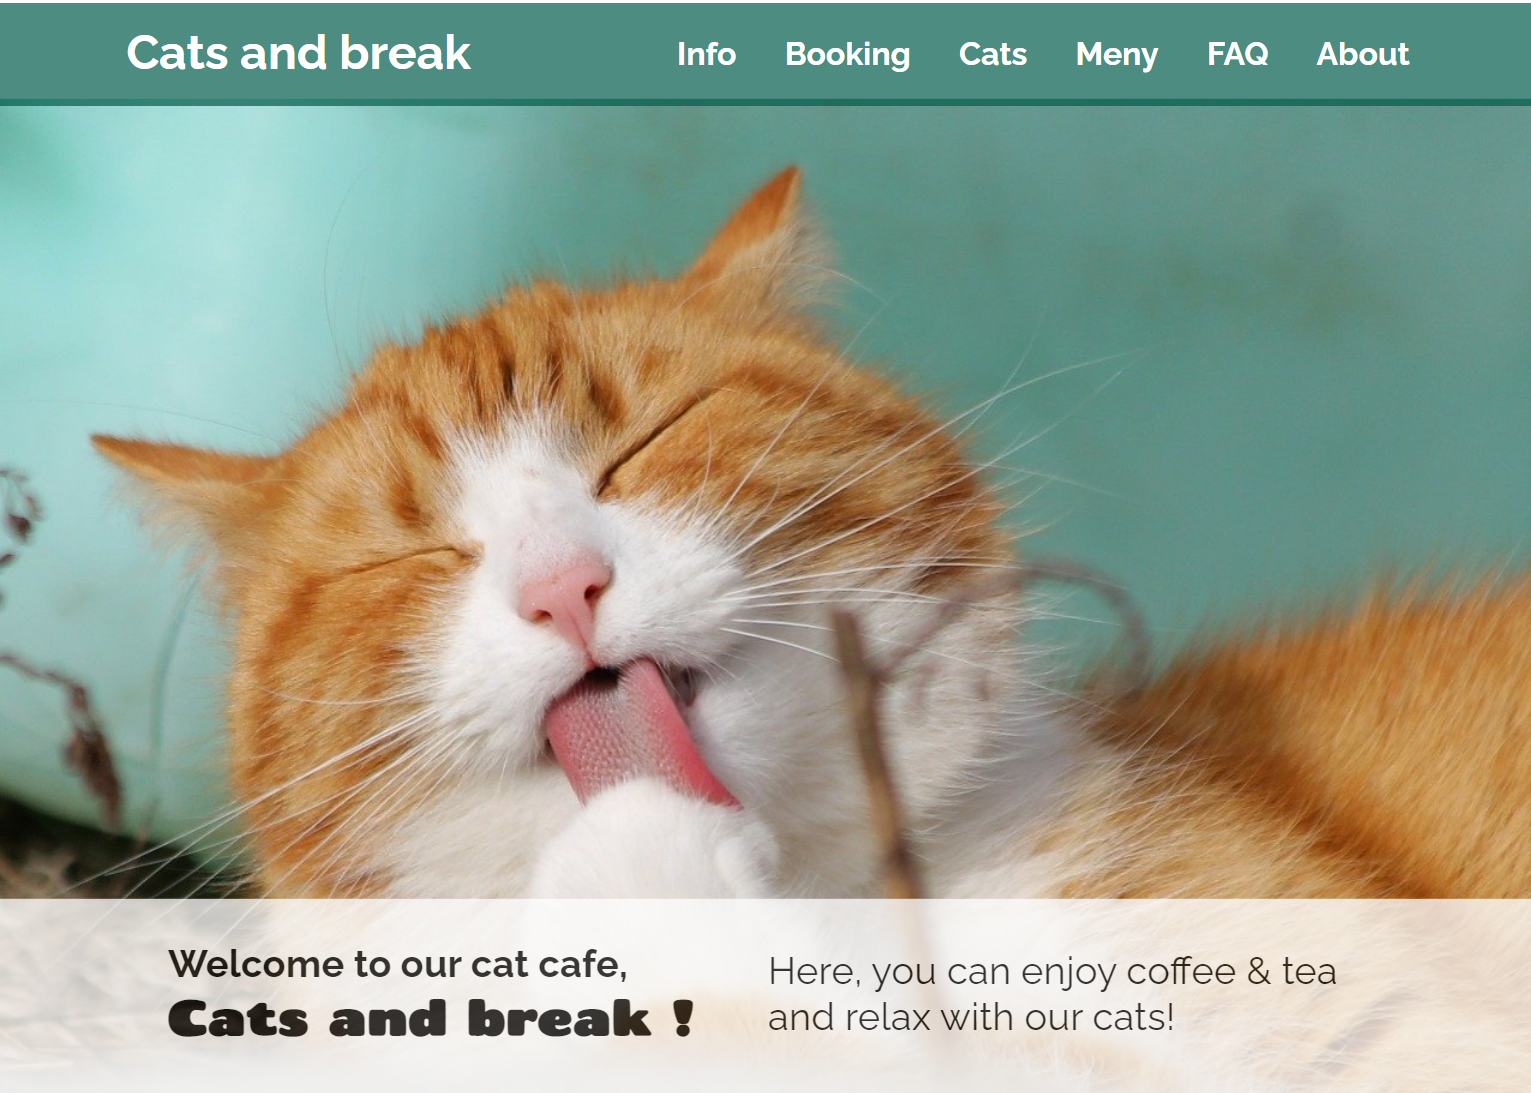 Cats and break
Info Booking Cats Meny FAQ About
Welcome to our cat cafe,
Cats and break !
Here, you can enjoy coffee & tea
and relax with our cats!